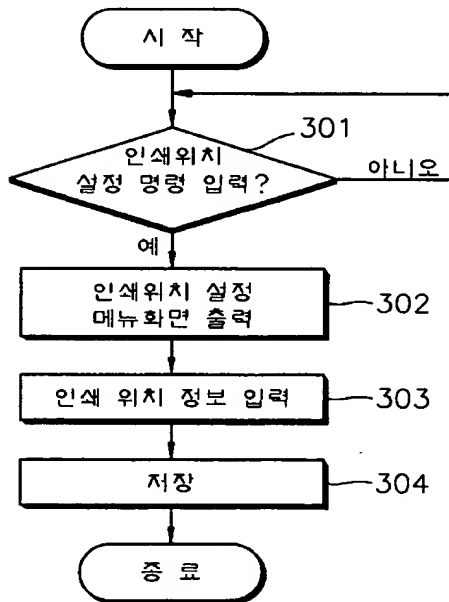 시 작
301
인쇄위치
설정 명령 입력?
아니오
예
인쇄위치 설정
메뉴화면 출력
302
인쇄 위치 정보 입력
303
저장
304
종 료